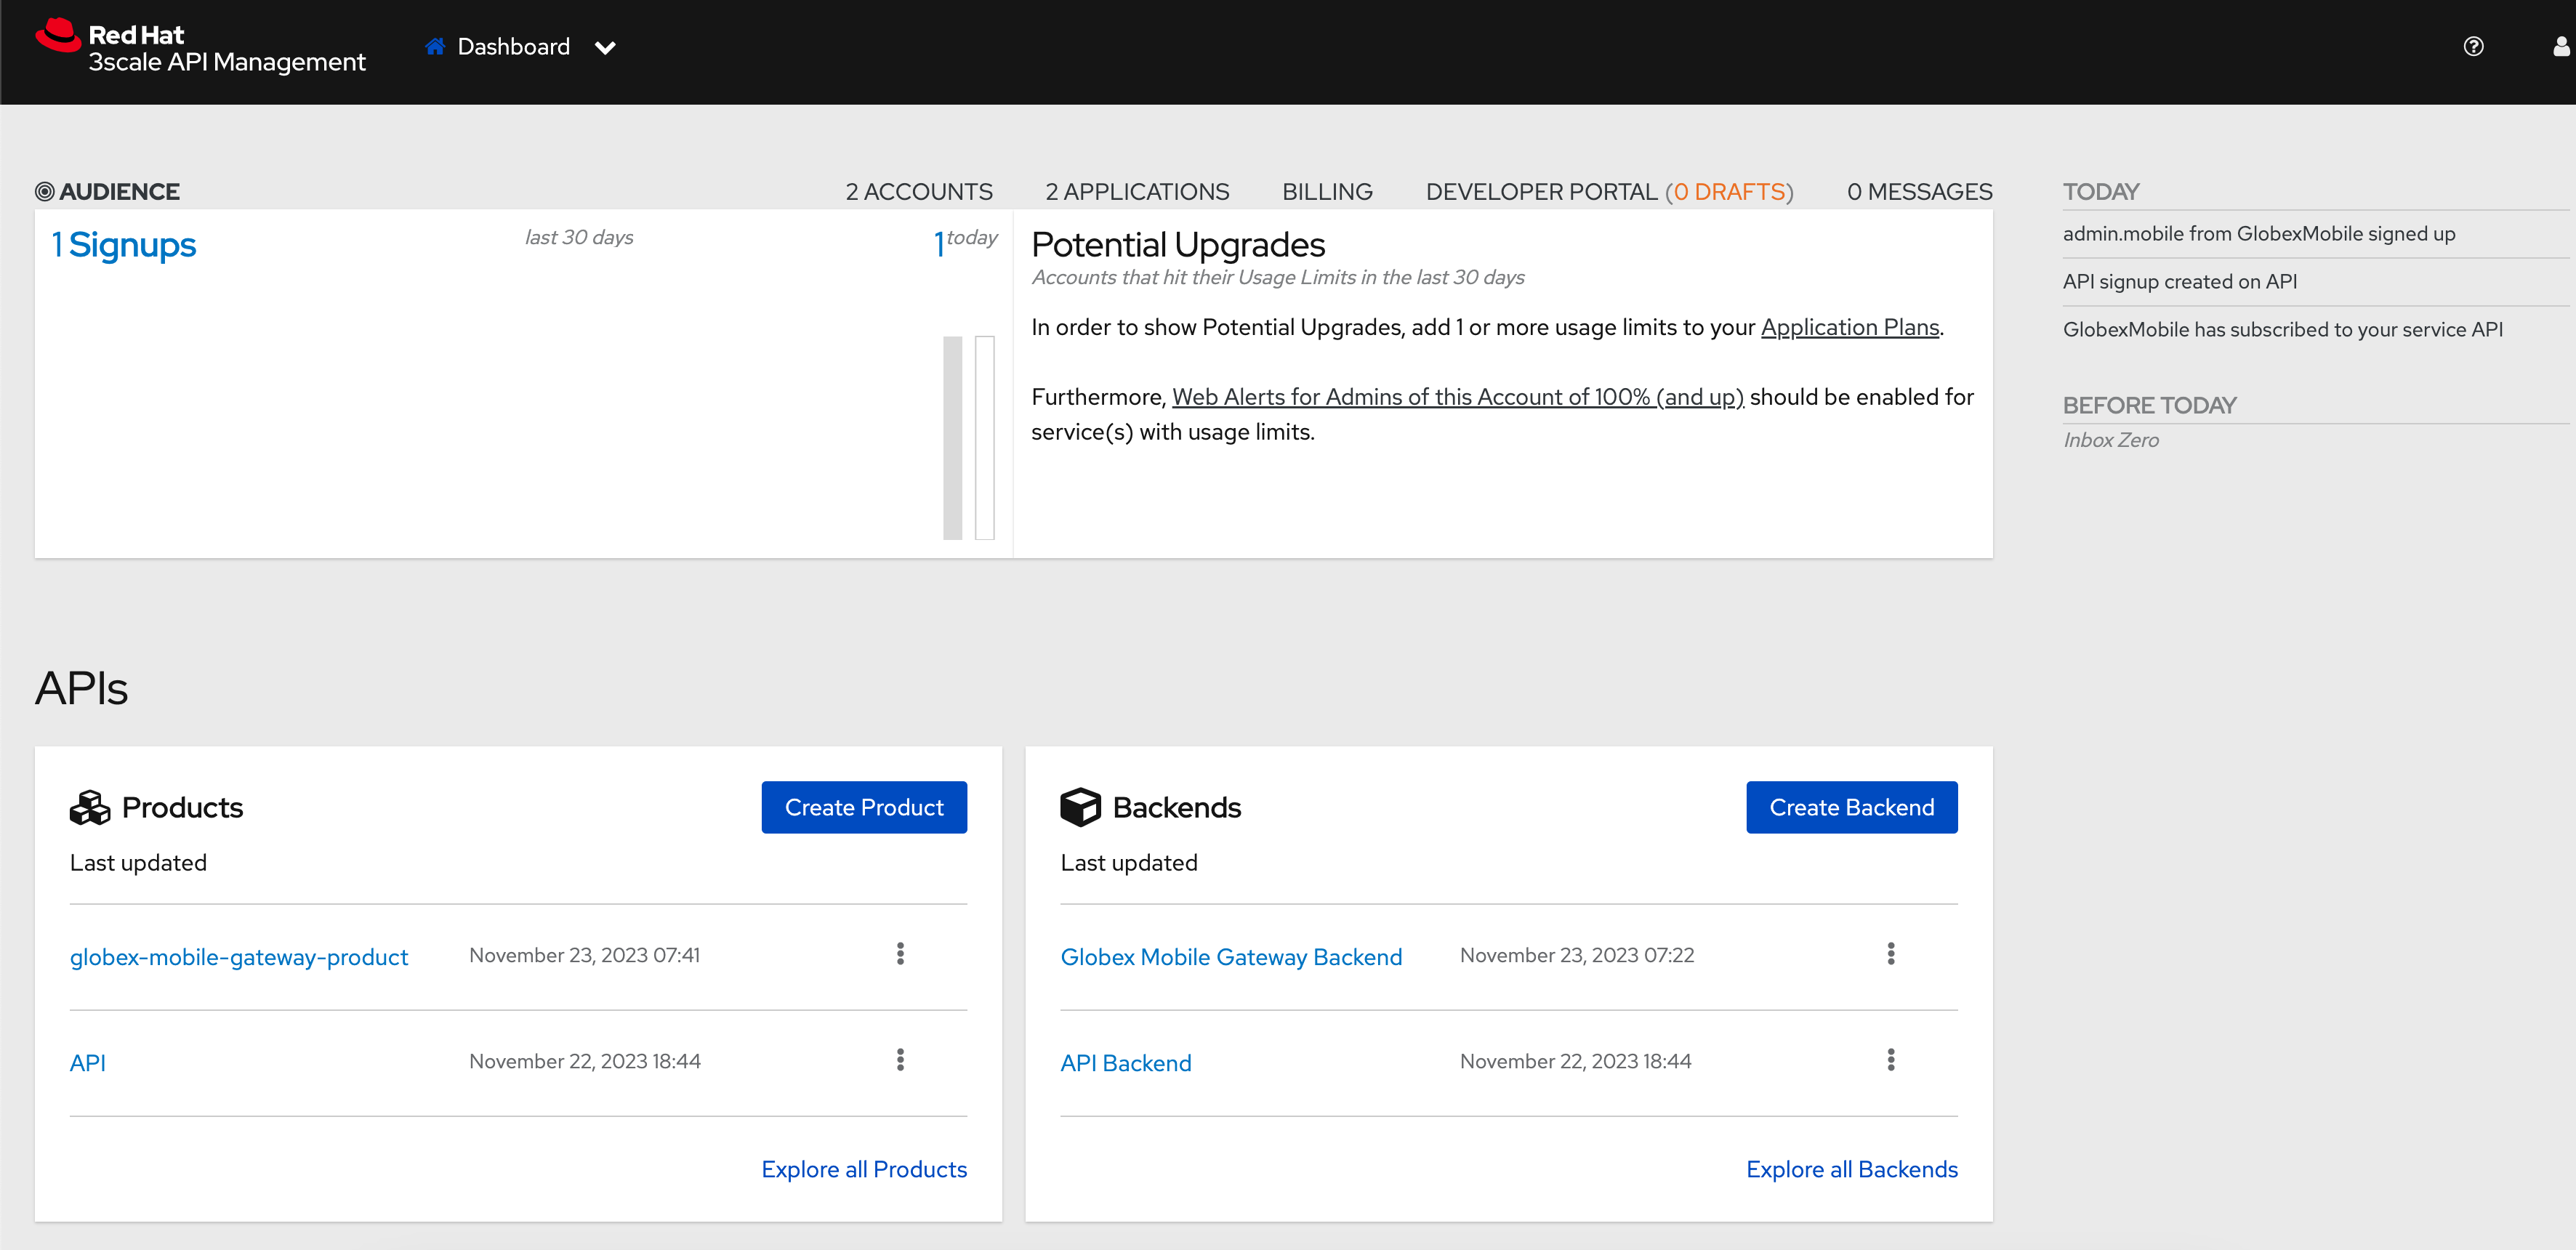 Red Hat
3scale API Management
Dashboard
AUDIENCE
2 ACCOUNTS
2 APPLICATIONS
BILLING
DEVELOPER PORTAL (0 DRAFTS)
0 MESSAGES
1 Signups
last 30 days
1 today
Potential Upgrades
Accounts that hit their Usage Limits in the last 30 days
In order to show Potential Upgrades, add 1 or more usage limits to your Application Plans.
Furthermore, Web Alerts for Admins of this Account of 100% (and up) should be enabled for
service(s) with usage limits.
TODAY
admin.mobile from GlobexMobile signed up
API signup created on API
GlobexMobile has subscribed to your service API
BEFORE TODAY
Inbox Zero
APIs
Products
Create Product
Last updated
globex-mobile-gateway-product November 23, 2023 07:41
API November 22, 2023 18:44
Explore all Products
Backends
Create Backend
Last updated
Globex Mobile Gateway Backend November 23, 2023 07:22
API Backend November 22, 2023 18:44
Explore all Backends